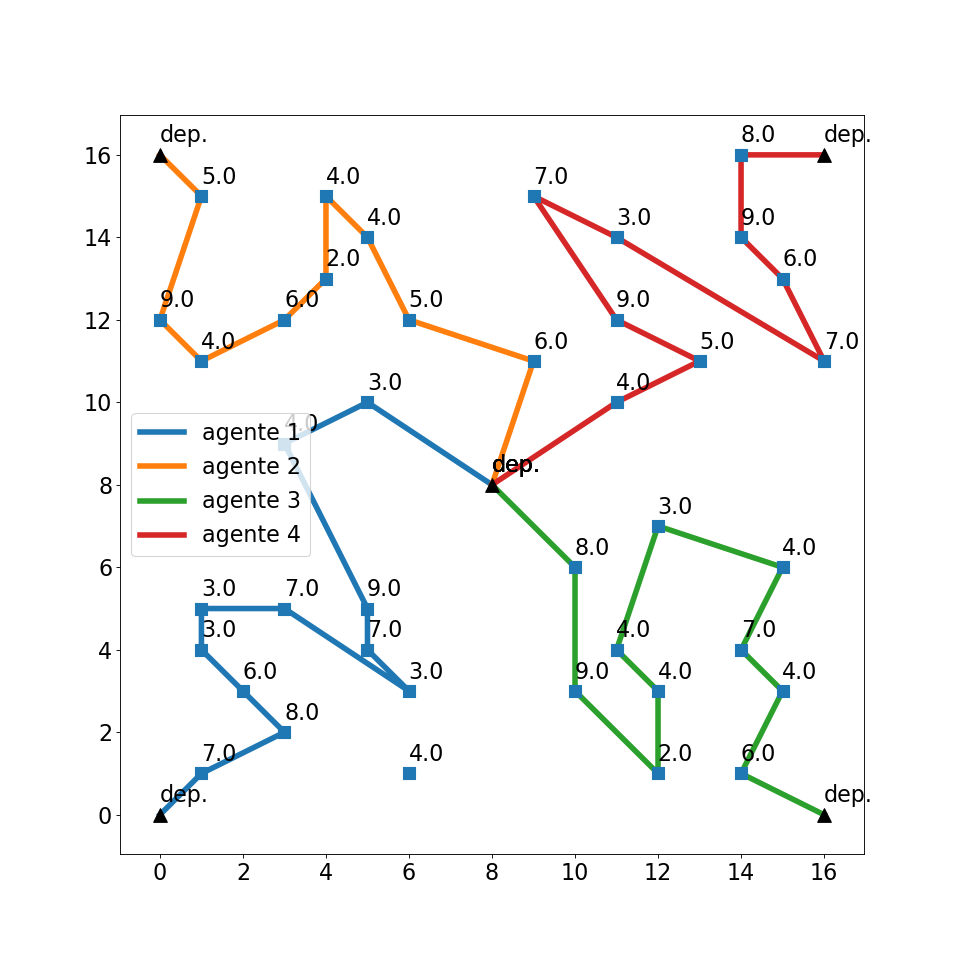 dep. 8.0 dep.
16
5.0 4.0 7.0
4.0 3.0 9.0
14
2.0 6.0
9.0 6.0 5.0 9.0
12
4.0 6.0 5.0 7.0
3.0 4.0
10
4.0
agente 1
agente 2
agente 3
agente 4
dep.
dep.
8
3.0
8.0 4.0
6
3.0 7.0 9.0
3.0 7.0 4.0 7.0
4
6.0 3.0 9.0 4.0 4.0
8.0
2
7.0 4.0 2.0 6.0
dep. dep.
0
0 2 4 6 8 10 12 14 16